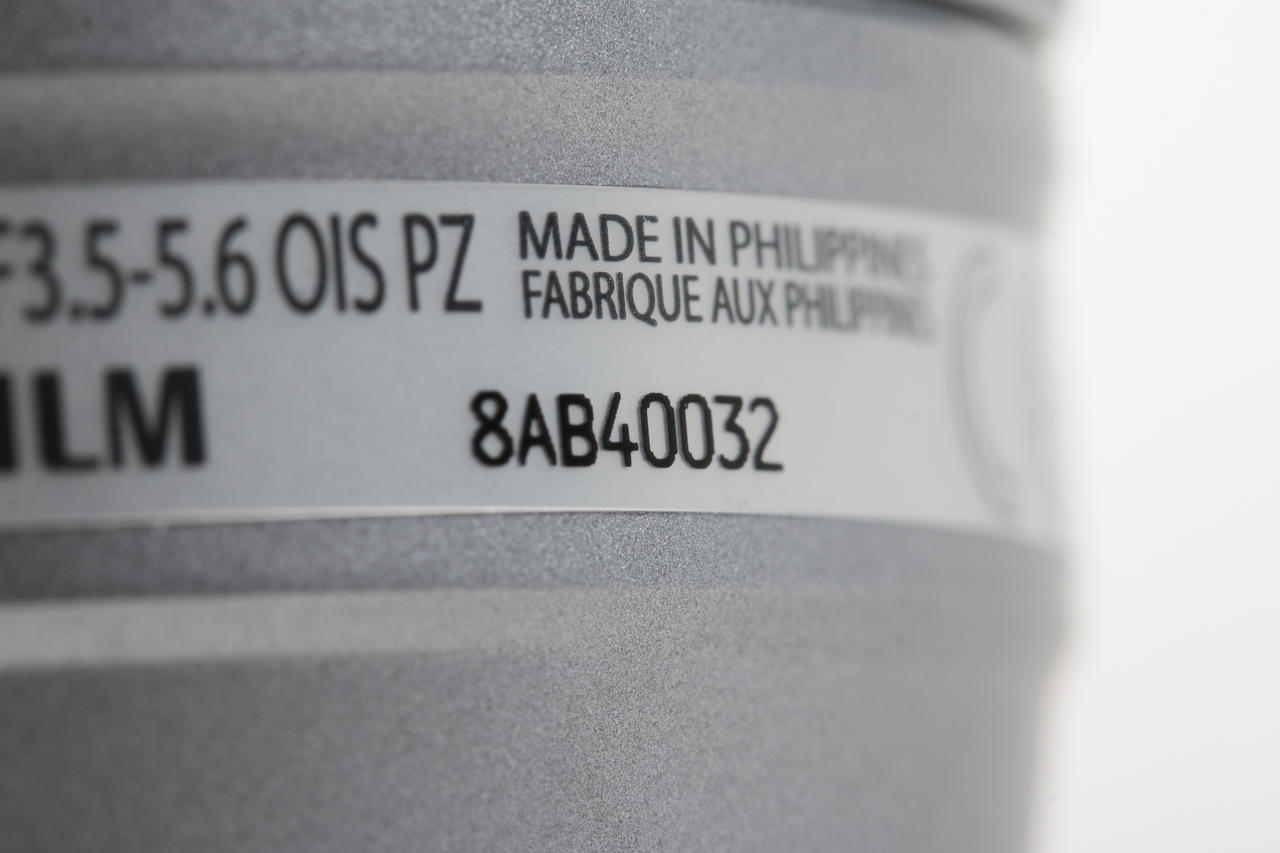 F3.5-5.6 OIS PZ
MADE IN PHILIPPINES
FABRIQUE AUX PHILIPPINES
ILM
8AB40032